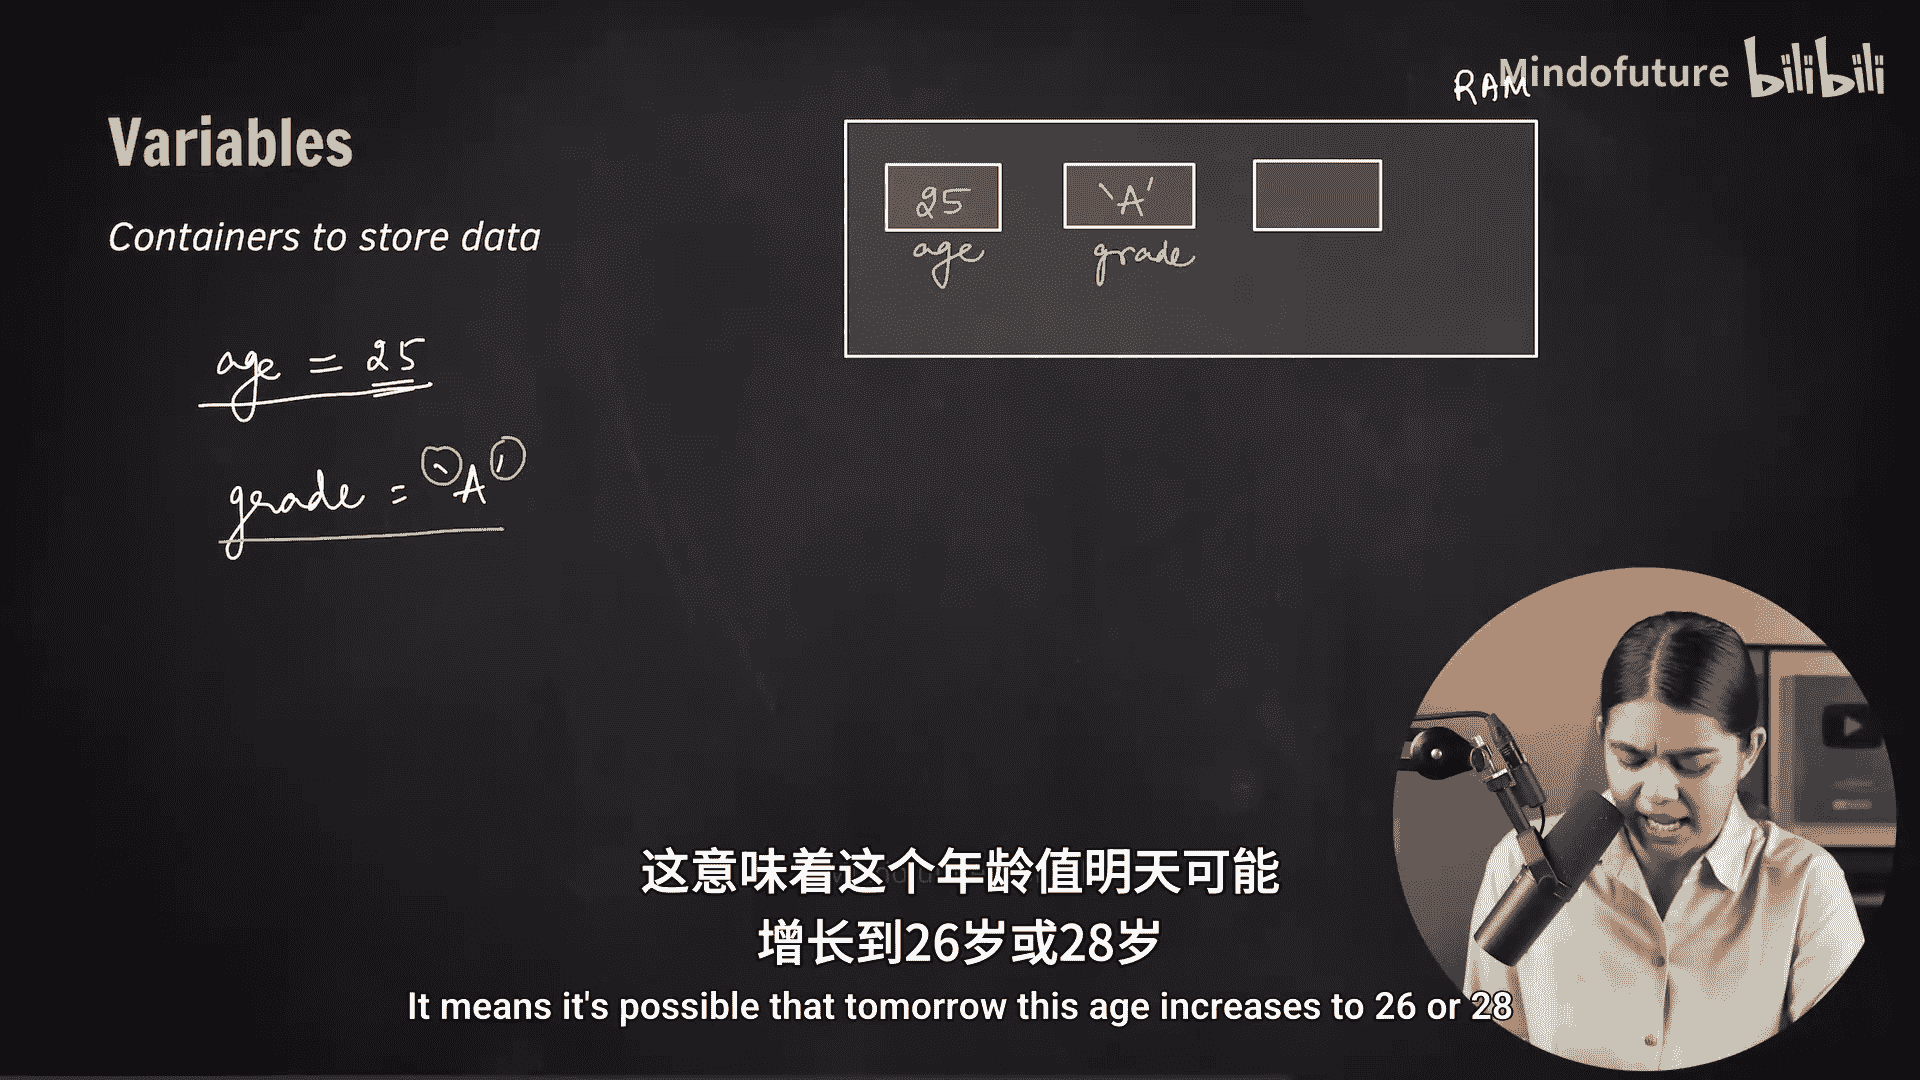 Mindofuture bilibili
RAM
Variables
25 'A'
age grade
Containers to store data
age = 25
grade = 'A'
这意味着这个年龄值明天可能
增长到26岁或28岁
It means it's possible that tomorrow this age increases to 26 or 28